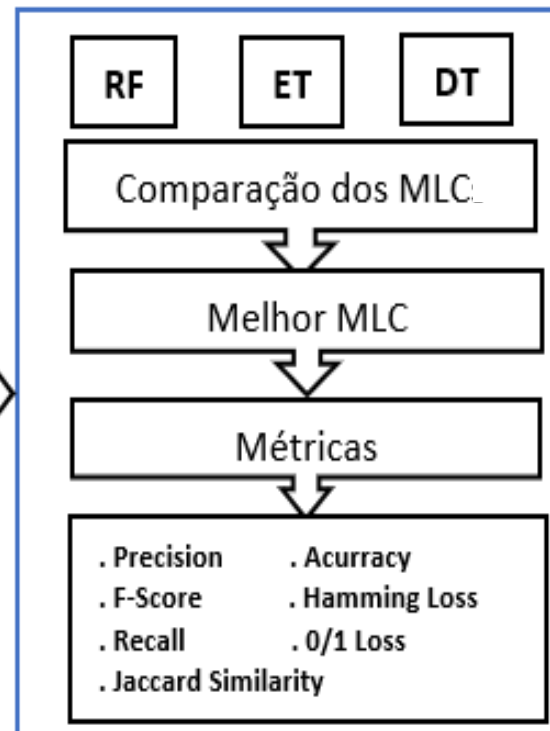 RF ET DT
Comparação dos MLCs
Melhor MLC
Métricas
. Precision . Acurracy
. F-Score . Hamming Loss
. Recall . 0/1 Loss
. Jaccard Similarity